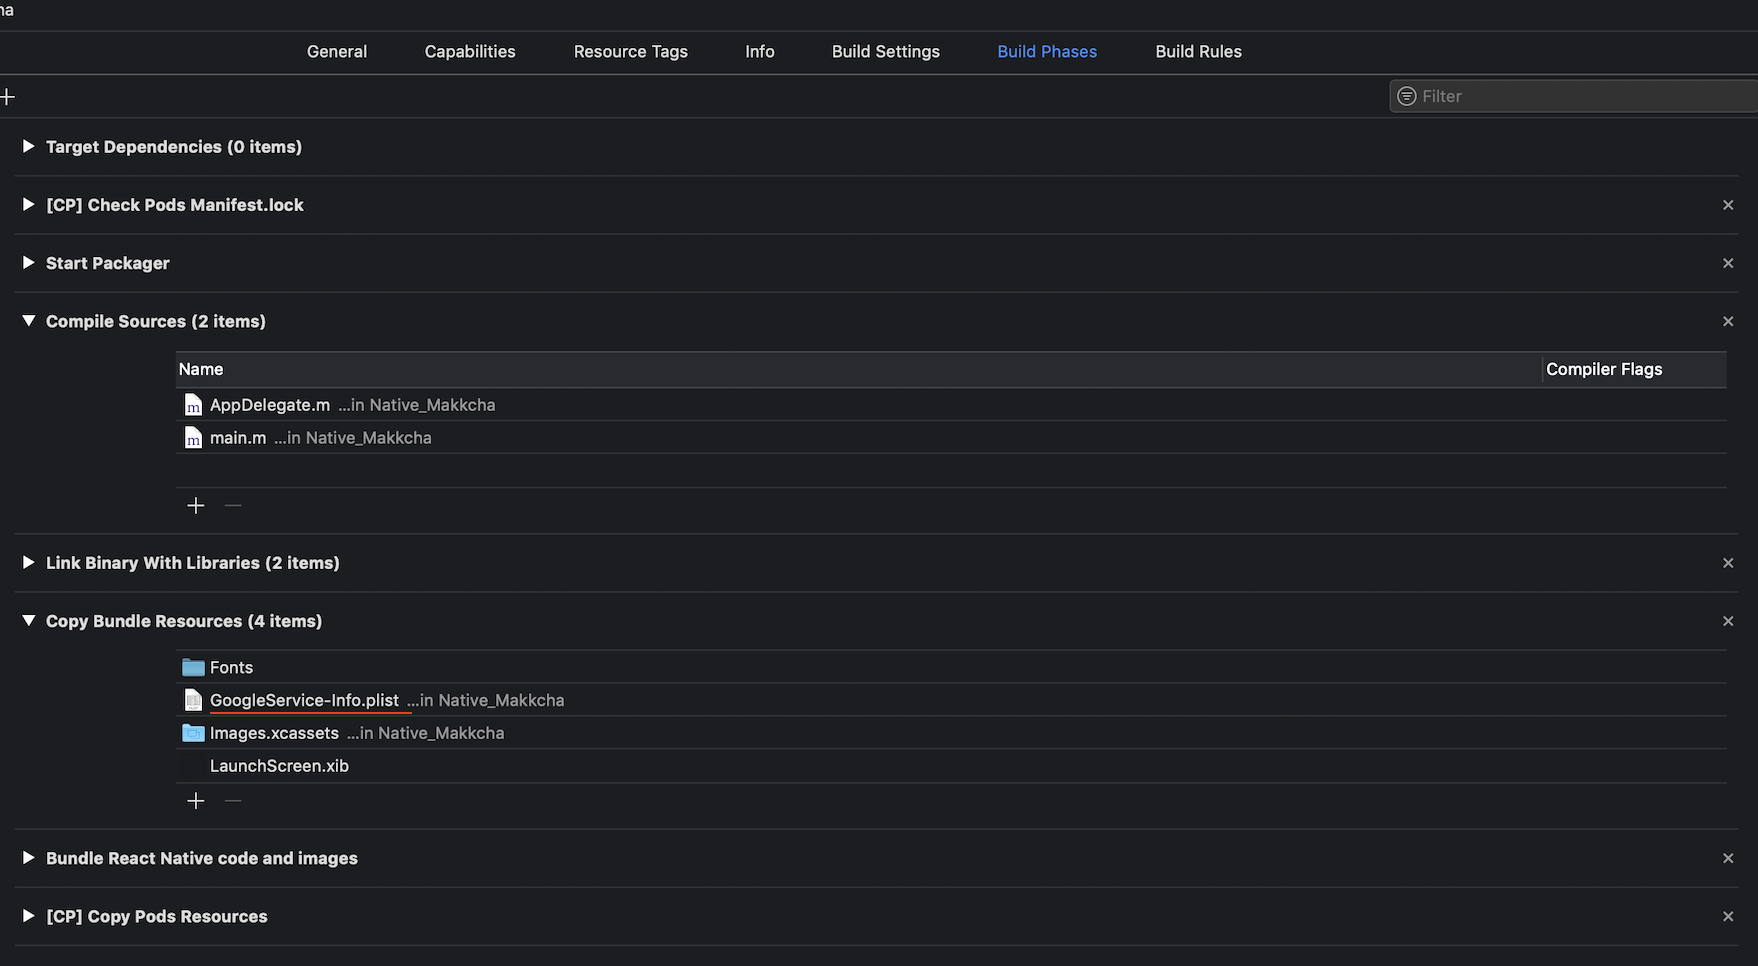 na
General Capabilities Resource Tags Info Build Settings Build Phases Build Rules
Filter
Target Dependencies (0 items)
[CP] Check Pods Manifest.lock
Start Packager
Compile Sources (2 items)
Name Compiler Flags
AppDelegate.m ...in Native_Makkcha
main.m ...in Native_Makkcha
Link Binary With Libraries (2 items)
Copy Bundle Resources (4 items)
Fonts
GoogleService-Info.plist ...in Native_Makkcha
Images.xcassets ...in Native_Makkcha
LaunchScreen.xib
Bundle React Native code and images
[CP] Copy Pods Resources